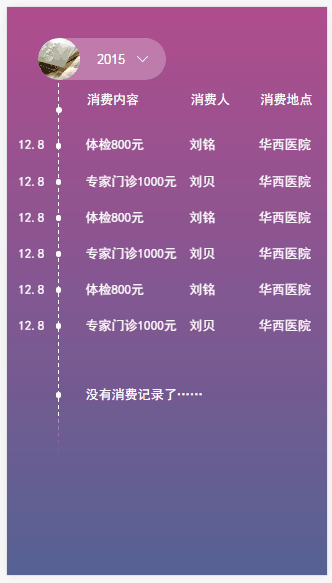 2015
消费内容 消费人 消费地点
12.8 体检800元 刘铭 华西医院
12.8 专家门诊1000元 刘贝 华西医院
12.8 体检800元 刘铭 华西医院
12.8 专家门诊1000元 刘贝 华西医院
12.8 体检800元 刘铭 华西医院
12.8 专家门诊1000元 刘贝 华西医院
没有消费记录了……